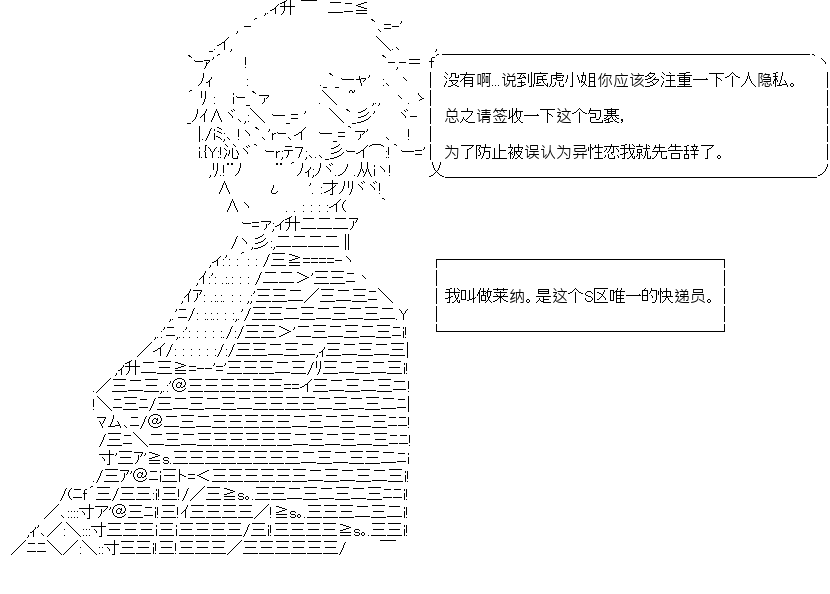 没有啊...说到底虎小姐你应该多注重一下个人隐私。
总之请签收一下这个包裹，
为了防止被误认为异性恋我就先告辞了。
我叫做莱纳。是这个S区唯一的快递员。